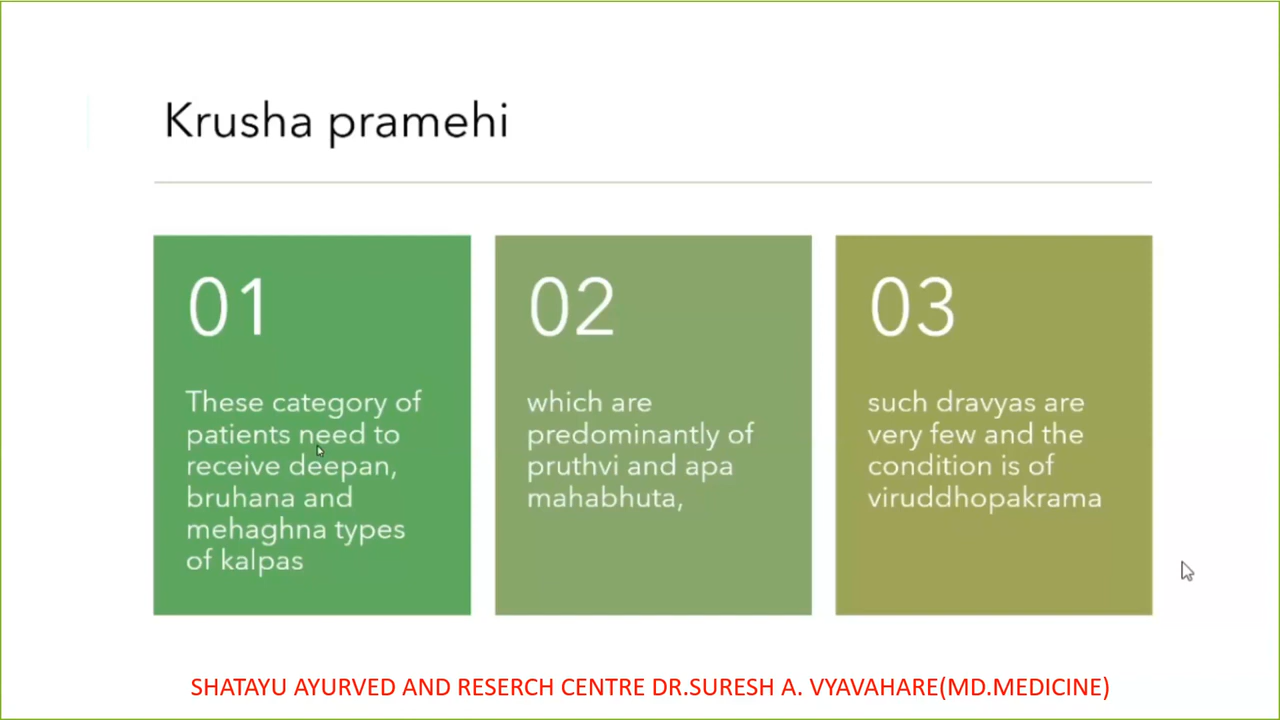 Krusha pramehi
01
These category of
patients need to
receive deepan,
bruhana and
mehaghna types
of kalpas
02
which are
predominantly of
pruthvi and apa
mahabhuta,
03
such dravyas are
very few and the
condition is of
viruddhopakrama
SHATAYU AYURVED AND RESERCH CENTRE DR.SURESH A. VYAVAHARE(MD.MEDICINE)